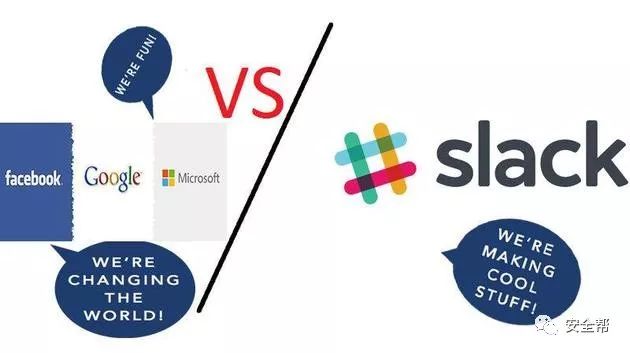 WE'RE FUN!
VS
facebook
Google
Microsoft
slack
WE'RE
CHANGING
THE
WORLD!
WE'RE
MAKING
COOL
STUFF!
安全帮